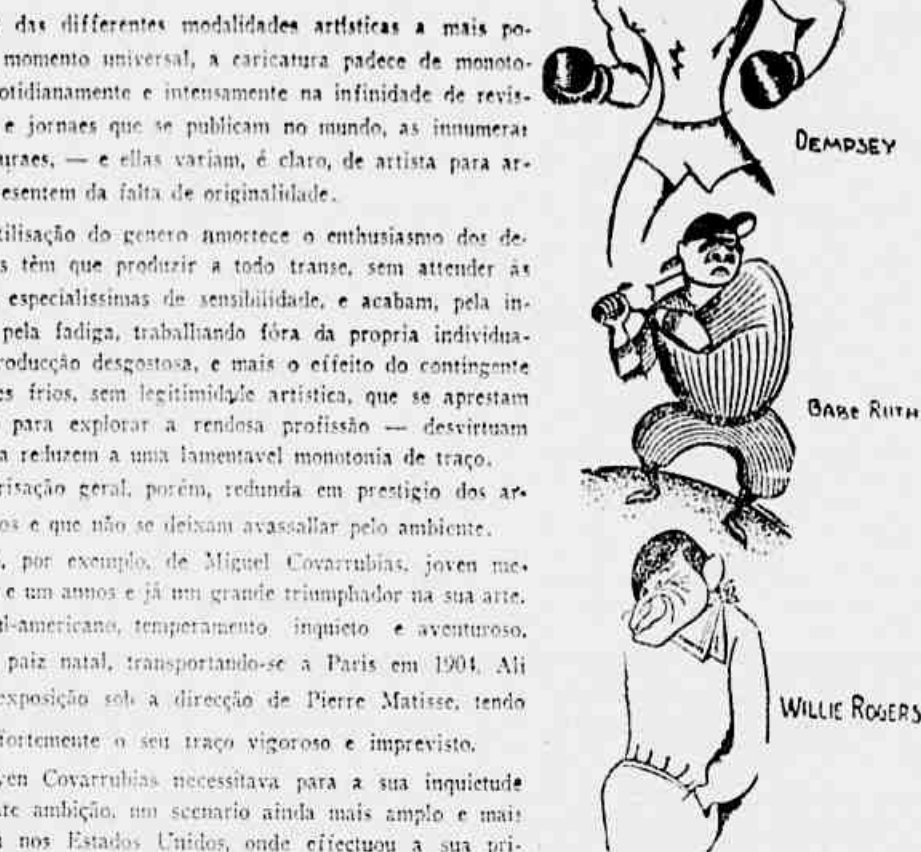 das differentes modalidades artísticas a mais po-
momento universal, a caricatura padece de monoto-
otidianamente e intensamente na infinidade de revis-
e jornaes que se publicam no mundo, as innumeras
uraes, — e ellas variam, é claro, de artista para ar-
esentem da falta de originalidade.
tilisação do genero amortece o enthusiasmo dos de-
s têm que produzir a todo transe, sem attender ás
especialissimas de sensibilidade, e acabam, pela in-
pela fadiga, trabalhando fóra da propria individua-
roducção desgostosa, e mais o effeito do contingente
es frios, sem legitimidade artistica, que se aprestam
para explorar a rendosa profissão — desvirtuam
a reduzem a uma lamentavel monotonia de traço.
risação geral, porém, redunda em prestigio dos ar-
os e que não se deixam avassallar pelo ambiente.
, por exemplo, de Miguel Covarrubias, joven me-
e um annos e já um grande triumphador na sua arte.
ul-americano, temperamento inquieto e aventuroso,
paiz natal, transportando-se a Paris em 1904. Ali
exposição sob a direcção de Pierre Matisse, tendo
fortemente o seu traço vigoroso e imprevisto.
ven Covarrubias necessitava para a sua inquietude
te ambição, um scenario ainda mais amplo e mais
nos Estados Unidos, onde effectuou a sua pri-
DEMPSEY
BABE RUTH
WILLIE ROGERS